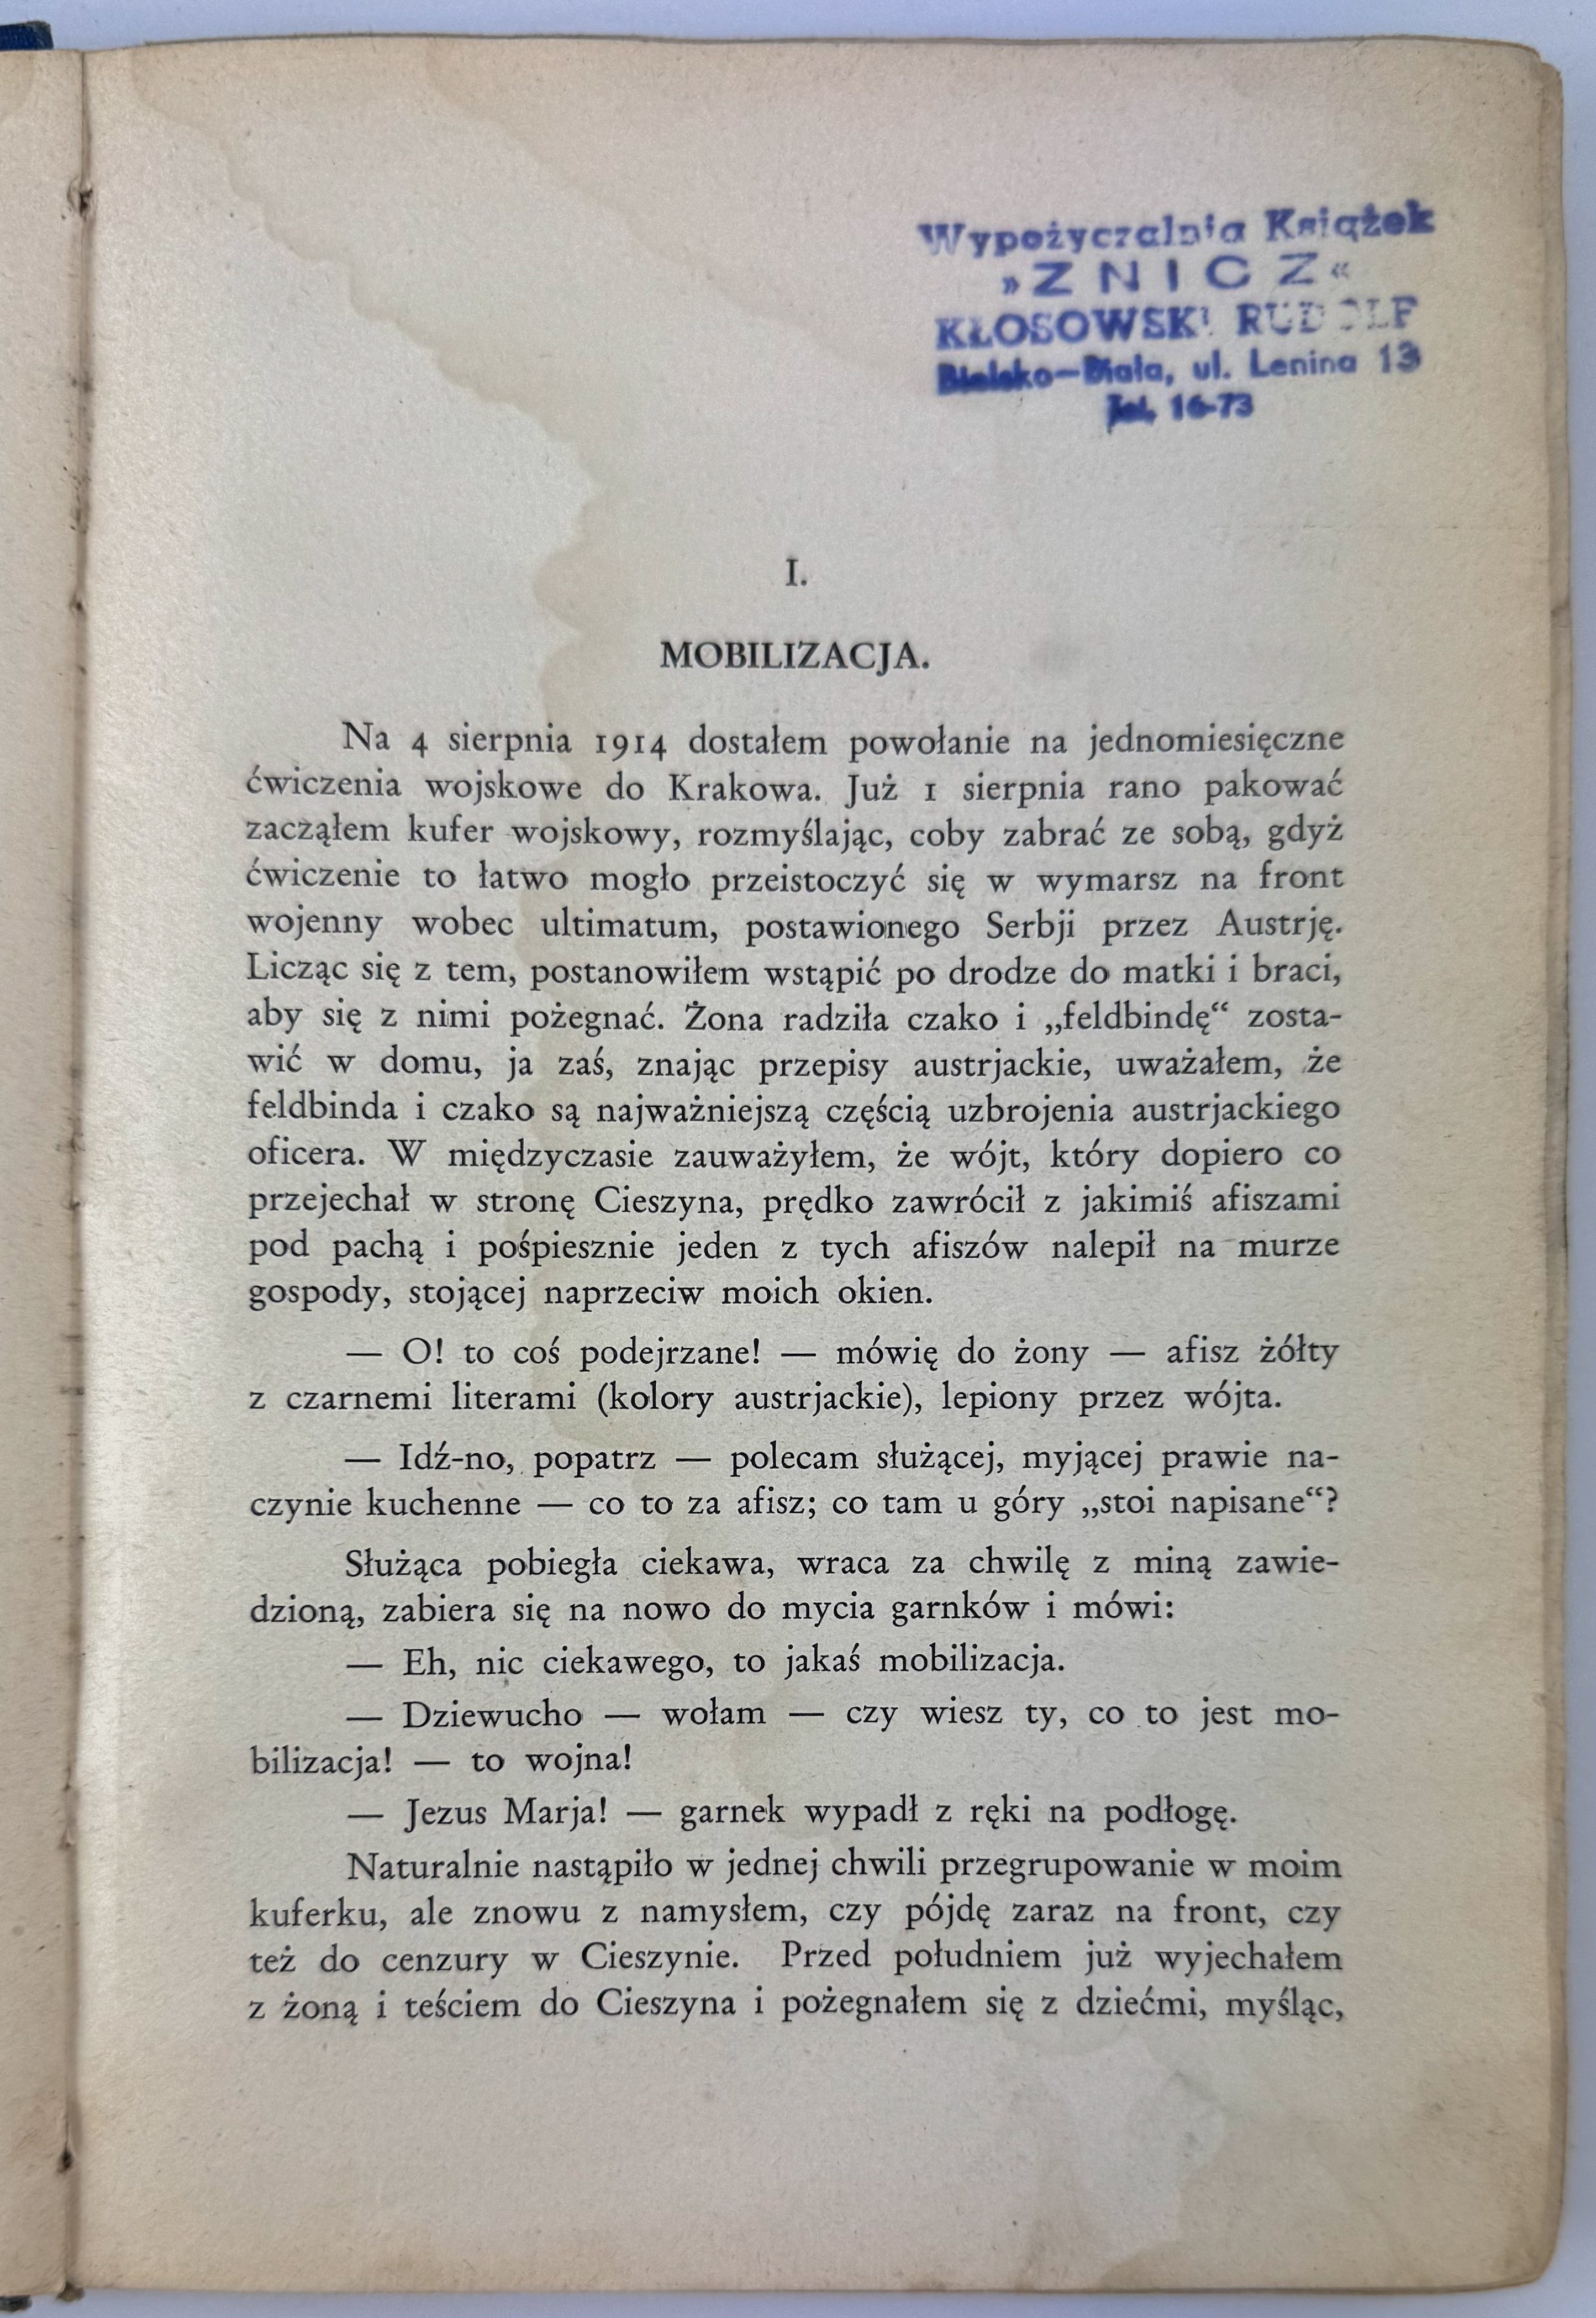 Wypożyczalnia Książek
»ZNICZ«
KŁOSOWSKI RUDOLF
Bielsko—Biała, ul. Lenina 13
Tel. 16-73
I.
MOBILIZACJA.
Na 4 sierpnia 1914 dostałem powołanie na jednomiesięczne
ćwiczenia wojskowe do Krakowa. Już 1 sierpnia rano pakować
zacząłem kufer wojskowy, rozmyślając, coby zabrać ze sobą, gdyż
ćwiczenie to łatwo mogło przeistoczyć się w wymarsz na front
wojenny wobec ultimatum, postawionego Serbji przez Austrję.
Licząc się z tem, postanowiłem wstąpić po drodze do matki i braci,
aby się z nimi pożegnać. Żona radziła czako i „feldbindę“ zosta-
wić w domu, ja zaś, znając przepisy austrjackie, uważałem, że
feldbinda i czako są najważniejszą częścią uzbrojenia austrjackiego
oficera. W międzyczasie zauważyłem, że wójt, który dopiero co
przejechał w stronę Cieszyna, prędko zawrócił z jakimiś afiszami
pod pachą i pośpiesznie jeden z tych afiszów nalepił na murze
gospody, stojącej naprzeciw moich okien.
— O! to coś podejrzane! — mówię do żony — afisz żółty
z czarnemi literami (kolory austrjackie), lepiony przez wójta.
— Idź-no, popatrz — polecam służącej, myjącej prawie na-
czynie kuchenne — co to za afisz; co tam u góry „stoi napisane“?
Służąca pobiegła ciekawa, wraca za chwilę z miną zawie-
dzioną, zabiera się na nowo do mycia garnków i mówi:
— Eh, nic ciekawego, to jakaś mobilizacja.
— Dziewucho — wołam — czy wiesz ty, co to jest mo-
bilizacja! — to wojna!
— Jezus Marja! — garnek wypadł z ręki na podłogę.
Naturalnie nastąpiło w jednej chwili przegrupowanie w moim
kuferku, ale znowu z namysłem, czy pójdę zaraz na front, czy
też do cenzury w Cieszynie. Przed południem już wyjechałem
z żoną i teściem do Cieszyna i pożegnałem się z dziećmi, myśląc,